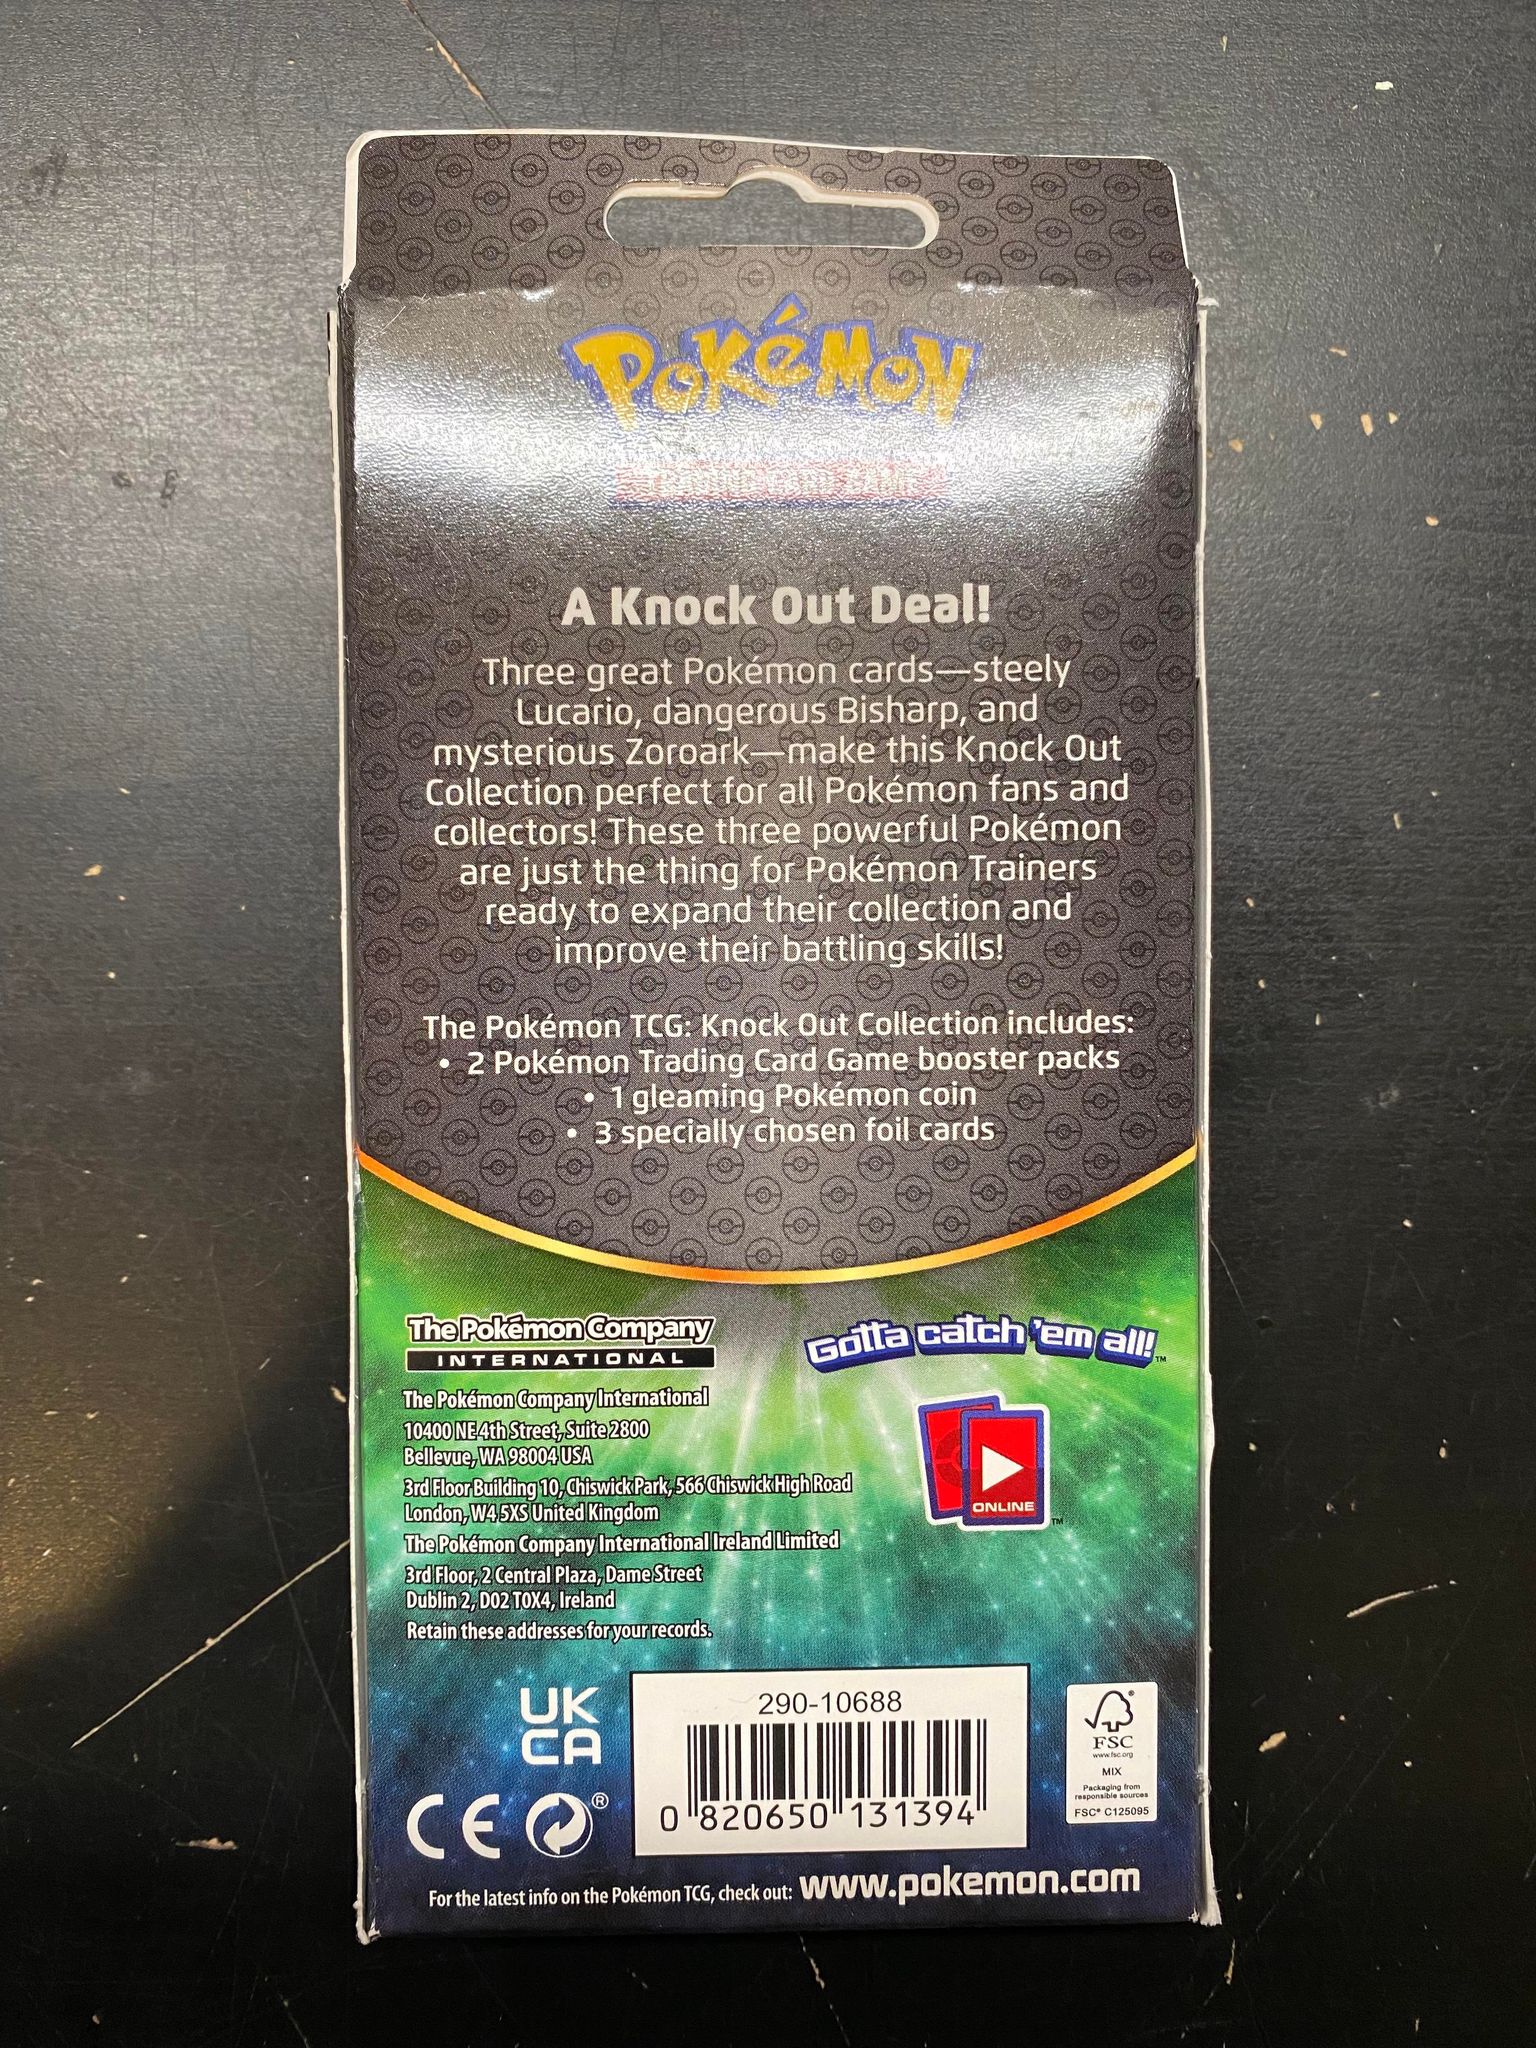 POKéMON
TRADING CARD GAME
A Knock Out Deal!
Three great Pokémon cards—steely
Lucario, dangerous Bisharp, and
mysterious Zoroark—make this Knock Out
Collection perfect for all Pokémon fans and
collectors! These three powerful Pokémon
are just the thing for Pokémon Trainers
ready to expand their collection and
improve their battling skills!
The Pokémon TCG: Knock Out Collection includes:
• 2 Pokémon Trading Card Game booster packs
• 1 gleaming Pokémon coin
• 3 specially chosen foil cards
The Pokémon Company
INTERNATIONAL
The Pokémon Company International
10400 NE 4th Street, Suite 2800
Bellevue, WA 98004 USA
3rd Floor Building 10, Chiswick Park, 566 Chiswick High Road
London, W4 5XS United Kingdom
The Pokémon Company International Ireland Limited
3rd Floor, 2 Central Plaza, Dame Street
Dublin 2, D02 T0X4, Ireland
Retain these addresses for your records.
Gotta catch 'em all!™
ONLINE™
UK
CA
CE
®
290-10688
0 820650 131394
FSC®
www.fsc.org
MIX
Packaging from
responsible sources
FSC® C125095
For the latest info on the Pokémon TCG, check out: www.pokemon.com